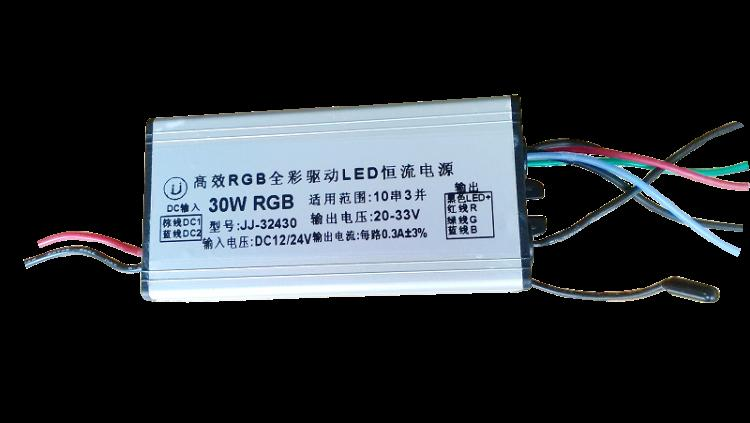 高效RGB全彩驱动LED恒流电源
DC输入
30W RGB
适用范围:10串3并
输出
棕线DC1
蓝线DC2
型号:JJ-32430
输出电压:20-33V
黑色LED+
红线R
绿线G
蓝线B
输入电压:DC12/24V
输出电流:每路0.3A±3%